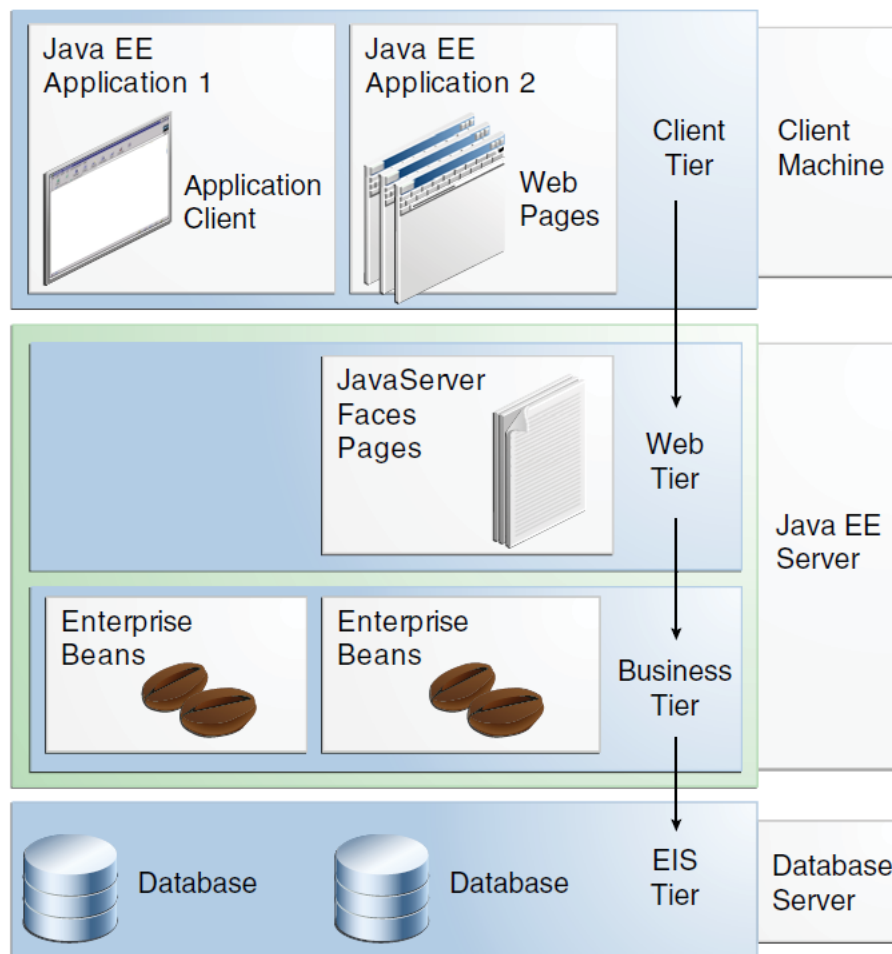 Java EE
Application 1
Application
Client
Java EE
Application 2
Web
Pages
Client
Tier
Client
Machine
JavaServer
Faces
Pages
Web
Tier
Java EE
Server
Enterprise
Beans
Enterprise
Beans
Business
Tier
Database
Database
EIS
Tier
Database
Server